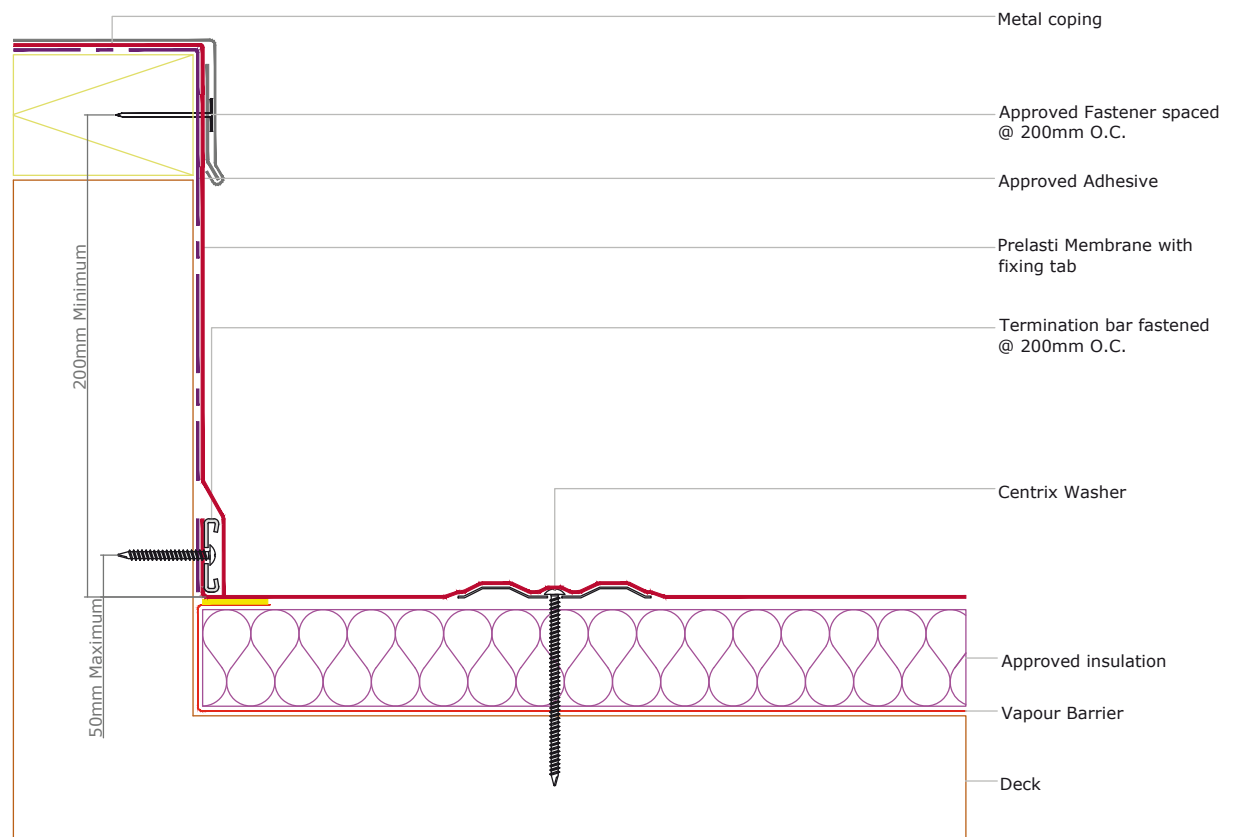 Metal coping
Approved Fastener spaced
@ 200mm O.C.
Approved Adhesive
Prelasti Membrane with
fixing tab
200mm Minimum
Termination bar fastened
@ 200mm O.C.
Centrix Washer
50mm Maximum
Approved insulation
Vapour Barrier
Deck